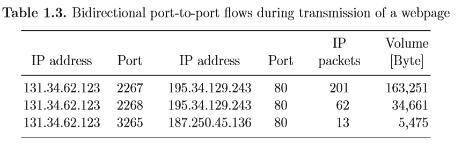 Table 1.3. Bidirectional port-to-port flows during transmission of a webpage
IP Volume
IP address Port IP address Port packets [Byte]
131.34.62.123 2267 195.34.129.243 80 201 163,251
131.34.62.123 2268 195.34.129.243 80 62 34,661
131.34.62.123 3265 187.250.45.136 80 13 5,475